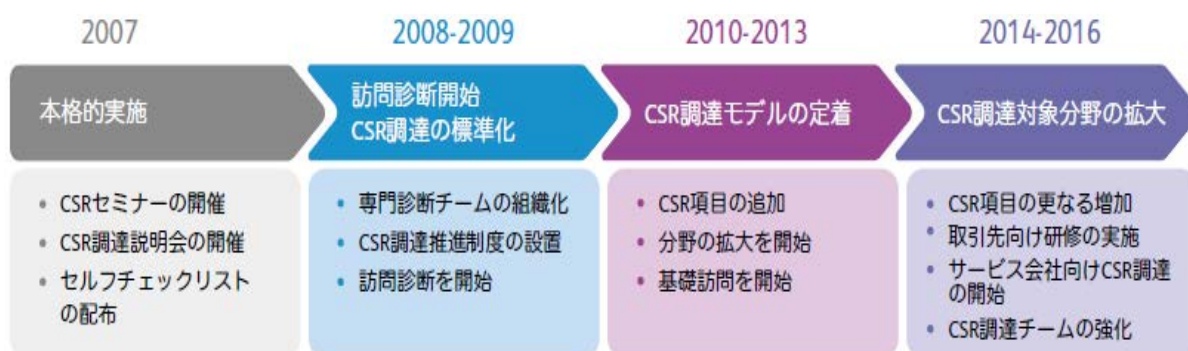 2007
2008-2009
2010-2013
2014-2016
本格的実施
訪問診断開始
CSR調達の標準化
CSR調達モデルの定着
CSR調達対象分野の拡大
• CSRセミナーの開催
• CSR調達説明会の開催
• セルフチェックリスト
の配布
• 専門診断チームの組織化
• CSR調達推進制度の設置
• 訪問診断を開始
• CSR項目の追加
• 分野の拡大を開始
• 基礎訪問を開始
• CSR項目の更なる増加
• 取引先向け研修の実施
• サービス会社向けCSR調達
の開始
• CSR調達チームの強化